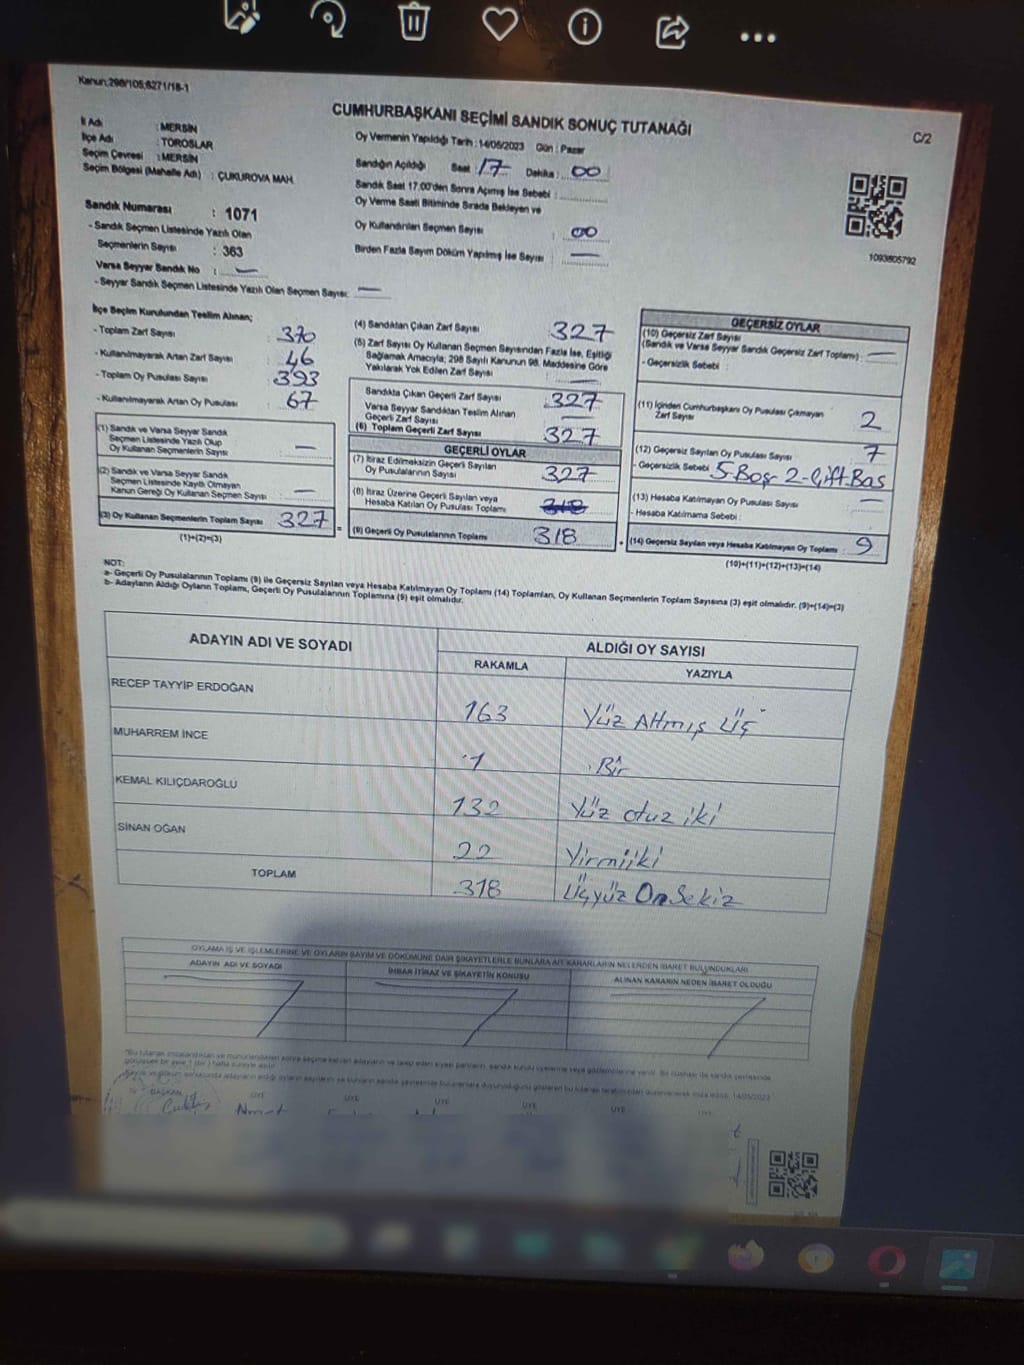 Kanun:298/105;6271/18-1
CUMHURBAŞKANI SEÇİMİ SANDIK SONUÇ TUTANAĞI
C/2
İl Adı : MERSİN
İlçe Adı : TOROSLAR
Seçim Çevresi : MERSİN
Seçim Bölgesi (Mahalle Adı) : ÇUKUROVA MAH.
Oy Vermenin Yapıldığı Tarih : 14/05/2023 Gün : Pazar
Sandığın Açıldığı Saat : 17 Dakika : 00
Sandık Saat 17.00'den Sonra Açımış İse Sebebi :
Oy Verme Saati Bitiminde Sırada Bekleyen ve
Oy Kullandırılan Seçmen Sayısı : 00
Birden Fazla Sayım Döküm Yapılmış İse Sayısı : —
1093805792
Sandık Numarası : 1071
- Sandık Seçmen Listesinde Yazılı Olan
Seçmenlerin Sayısı : 363
Varsa Seyyar Sandık No : —
- Seyyar Sandık Seçmen Listesinde Yazılı Olan Seçmen Sayısı: —
İlçe Seçim Kurulundan Teslim Alınan;
- Toplam Zarf Sayısı 370
- Kullanılmayarak Artan Zarf Sayısı : 46
- Toplam Oy Pusulası Sayısı : 393
- Kullanılmayarak Artan Oy Pusulası : 67
(1) Sandık ve Varsa Seyyar Sandık
Seçmen Listesinde Yazılı Olup
Oy Kullanan Seçmenlerin Sayısı : —
(2) Sandık ve Varsa Seyyar Sandık
Seçmen Listesinde Kayıtlı Olmayan
Kanun Gereği Oy Kullanan Seçmen Sayısı : —
(3) Oy Kullanan Seçmenlerin Toplam Sayısı : 327
(1)+(2)=(3)
(4) Sandıktan Çıkan Zarf Sayısı 327
(5) Zarf Sayısı Oy Kullanan Seçmen Sayısından Fazla İse, Eşitliği
Sağlamak Amacıyla; 298 Sayılı Kanunun 98. Maddesine Göre
Yakılarak Yok Edilen Zarf Sayısı —
Sandıkta Çıkan Geçerli Zarf Sayısı 327
Varsa Seyyar Sandıktan Teslim Alınan
Geçerli Zarf Sayısı —
(6) Toplam Geçerli Zarf Sayısı 327
GEÇERLİ OYLAR
(7) İtiraz Edilmeksizin Geçerli Sayılan
Oy Pusulalarının Sayısı 327
(8) İtiraz Üzerine Geçerli Sayılan veya
Hesaba Katılan Oy Pusulası Toplamı 318
(9) Geçerli Oy Pusulalarının Toplamı 318
GEÇERSİZ OYLAR
(10) Geçersiz Zarf Sayısı
(Sandık ve Varsa Seyyar Sandık Geçersiz Zarf Toplamı) : —
- Geçersizlik Sebebi :
(11) İçinden Cumhurbaşkanı Oy Pusulası Çıkmayan
Zarf Sayısı 2
(12) Geçersiz Sayılan Oy Pusulası Sayısı : 7
- Geçersizlik Sebebi 5-Boş 2-Çift Bas
(13) Hesaba Katılmayan Oy Pusulası Sayısı : —
- Hesaba Katılmama Sebebi :
(14) Geçersiz Sayılan veya Hesaba Katılmayan Oy Toplamı : 9
(10)+(11)+(12)+(13)=(14)
NOT:
a- Geçerli Oy Pusulalarının Toplamı (9) ile Geçersiz Sayılan veya Hesaba Katılmayan Oy Toplamı (14) Toplamları, Oy Kullanan Seçmenlerin Toplam Sayısına (3) eşit olmalıdır. (9)+(14)=(3)
b- Adayların Aldığı Oyların Toplamı, Geçerli Oy Pusulalarının Toplamına (9) eşit olmalıdır.
ADAYIN ADI VE SOYADI ALDIĞI OY SAYISI
RAKAMLA YAZIYLA
RECEP TAYYİP ERDOĞAN 163 Yüz Altmış Üç
MUHARREM İNCE 1 Bir
KEMAL KILIÇDAROĞLU 132 Yüz otuz iki
SİNAN OĞAN 22 Yirmiiki
TOPLAM 318 Üçyüz On Sekiz
OYLAMA İŞ VE İŞLEMLERİNE VE OYLARIN SAYIM VE DÖKÜMÜNE DAİR ŞİKAYETLERLE BUNLARA AİT KARARLARIN NELERDEN İBARET BULUNDUKLARI
ADAYIN ADI VE SOYADI İHBAR İTİRAZ VE ŞİKAYETİN KONUSU ALINAN KARARIN NEDEN İBARET OLDUĞU
BAŞKAN ÜYE ÜYE ÜYE ÜYE ÜYE